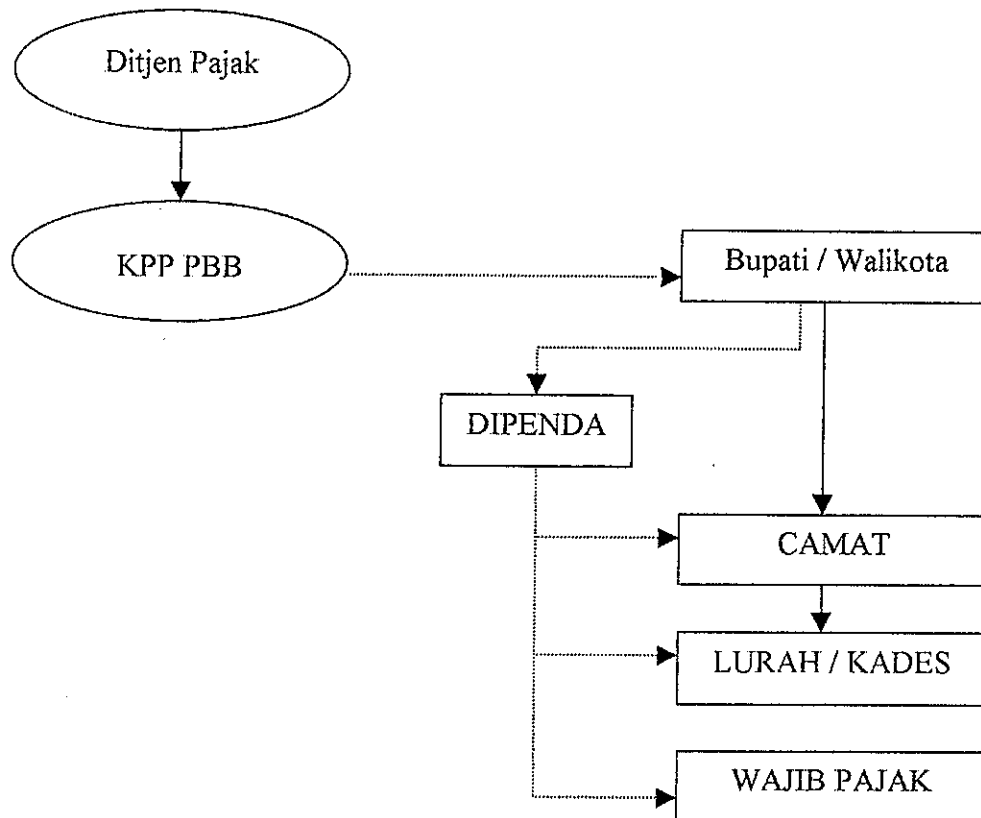 Ditjen Pajak
KPP PBB
Bupati / Walikota
DIPENDA
CAMAT
LURAH / KADES
WAJIB PAJAK